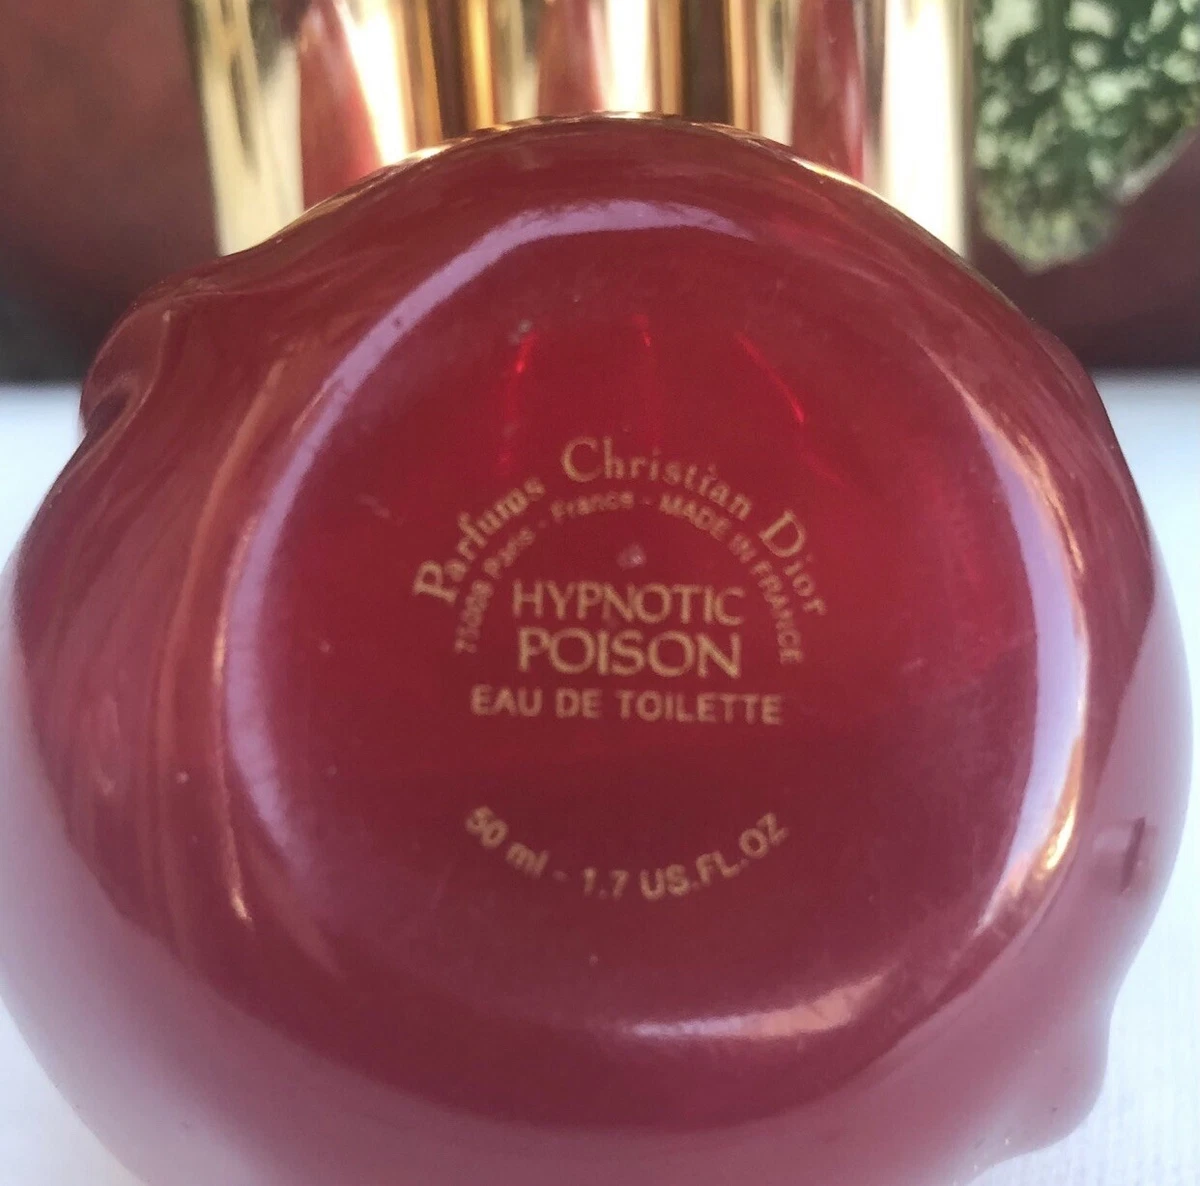 Parfums Christian Dior
75008 Paris - France - MADE IN FRANCE
HYPNOTIC
POISON
EAU DE TOILETTE
50 ml - 1.7 US.FL.OZ